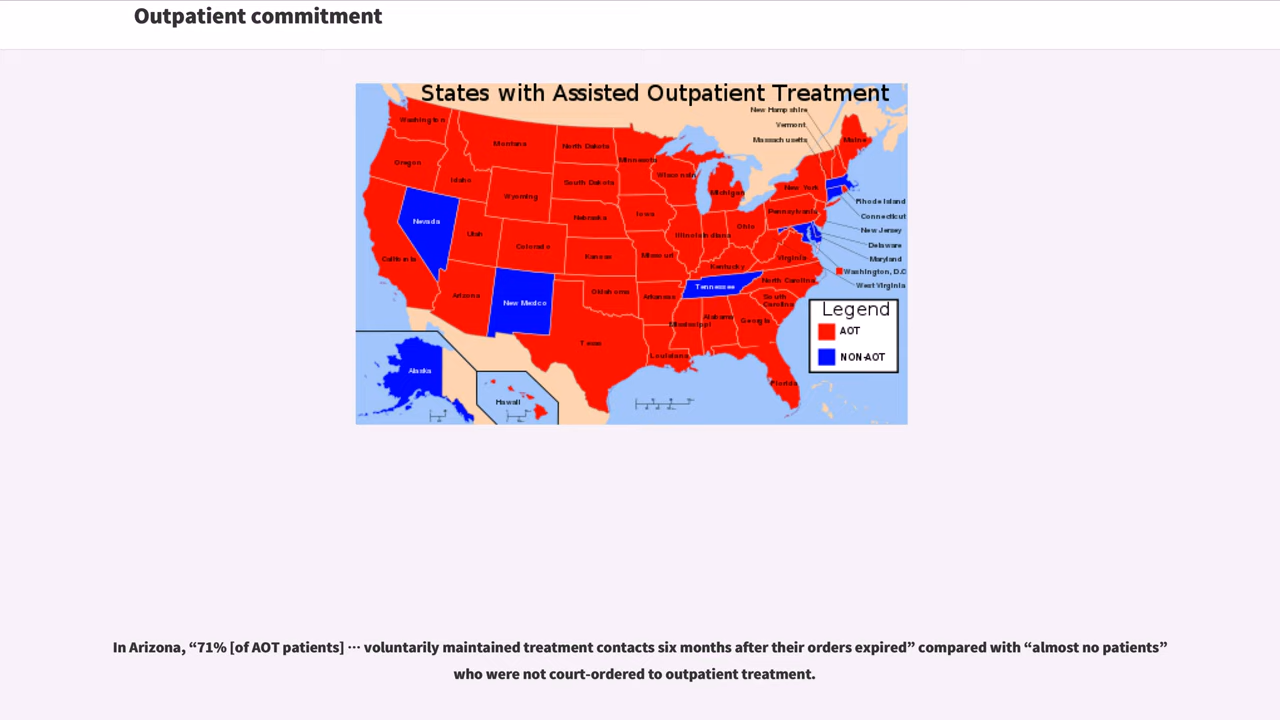 Outpatient commitment
States with Assisted Outpatient Treatment
New Hampshire
Vermont
Massachusetts
Washington
Montana
North Dakota
Minnesota
Maine
Oregon
Idaho
Wyoming
South Dakota
Wisconsin
Michigan
New York
Rhode Island
Connecticut
New Jersey
Delaware
Maryland
Washington, D.C
West Virginia
Nevada
Utah
Colorado
Nebraska
Iowa
Illinois
Indiana
Ohio
Pennsylvania
California
Kansas
Missouri
Kentucky
Virginia
Arizona
New Mexico
Oklahoma
Arkansas
Tennessee
North Carolina
South
Carolina
Texas
Louisiana
Mississippi
Alabama
Georgia
Florida
Alaska
Hawaii
Legend
AOT
NON-AOT
In Arizona, “71% [of AOT patients] ··· voluntarily maintained treatment contacts six months after their orders expired” compared with “almost no patients”
who were not court-ordered to outpatient treatment.